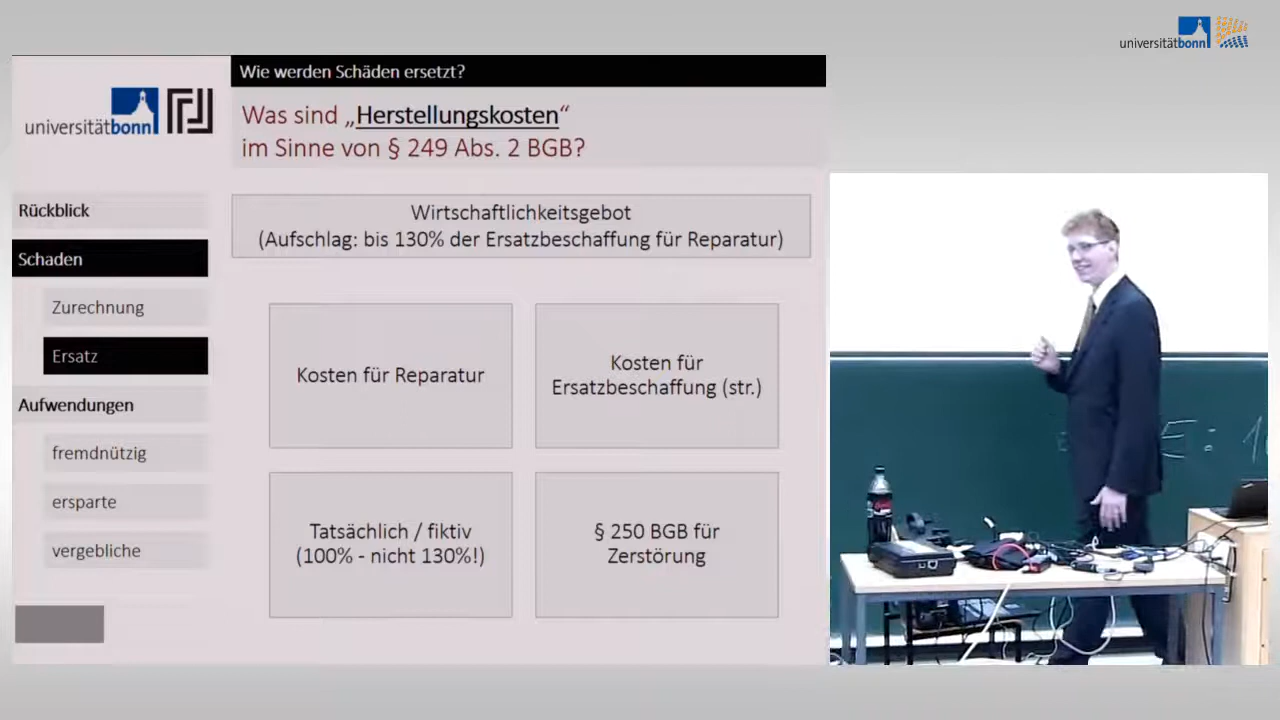 universitätbonn
Wie werden Schäden ersetzt?
universitätbonn
Was sind „Herstellungskosten“
im Sinne von § 249 Abs. 2 BGB?
Rückblick
Schaden
Zurechnung
Ersatz
Aufwendungen
fremdnützig
ersparte
vergebliche
Wirtschaftlichkeitsgebot
(Aufschlag: bis 130% der Ersatzbeschaffung für Reparatur)
Kosten für Reparatur
Kosten für
Ersatzbeschaffung (str.)
Tatsächlich / fiktiv
(100% - nicht 130%!)
§ 250 BGB für
Zerstörung